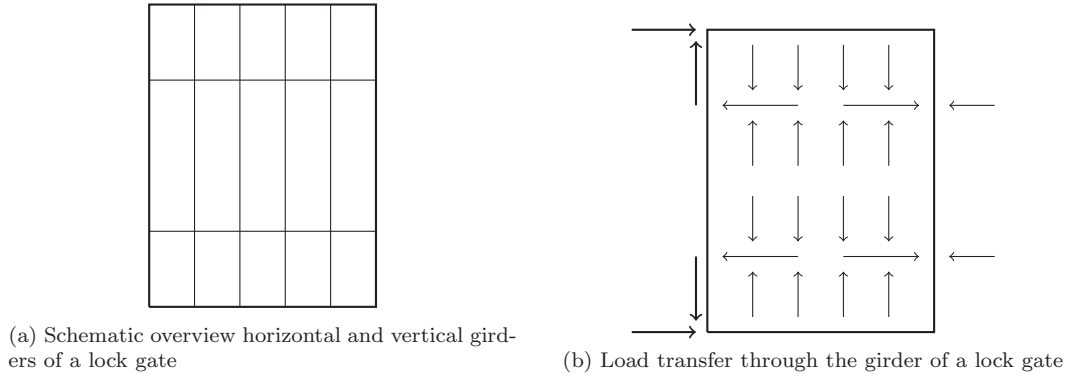 (a) Schematic overview horizontal and vertical gird-
ers of a lock gate
(b) Load transfer through the girder of a lock gate